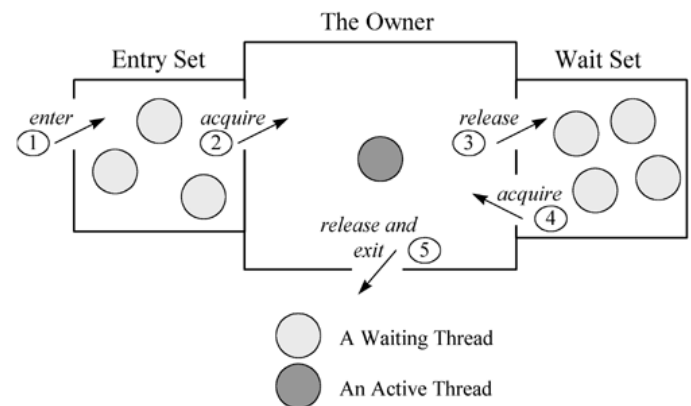 The Owner
Entry Set
Wait Set
enter
1
acquire
2
release
3
acquire
4
release and
exit
5
A Waiting Thread
An Active Thread